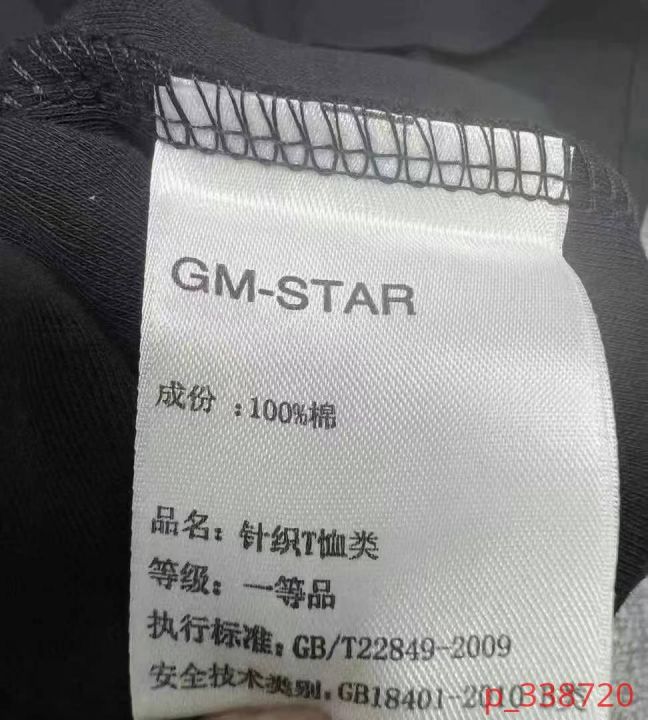 GM-STAR
成份 :100%棉
品名: 针织T恤类
等级: 一等品
执行标准: GB/T22849-2009
安全技术类别: GB18401-2010
p_338720